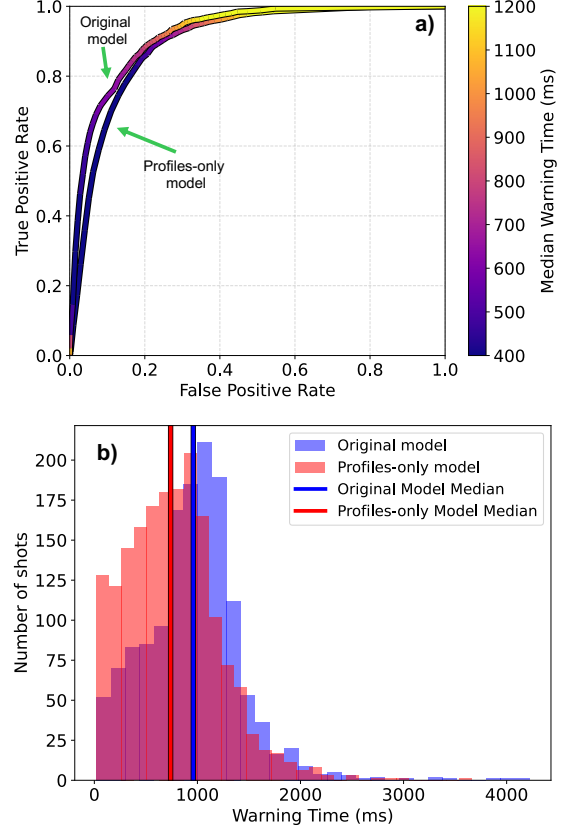 Original
model
a)
Profiles-only
model
1.0
0.8
0.6
0.4
0.2
0.0
True Positive Rate
0.0 0.2 0.4 0.6 0.8 1.0
False Positive Rate
1200
1100
1000
900
800
700
600
500
400
Median Warning Time (ms)
b)
Original model
Profiles-only model
Original Model Median
Profiles-only Model Median
200
175
150
125
100
75
50
25
0
Number of shots
0 1000 2000 3000 4000
Warning Time (ms)